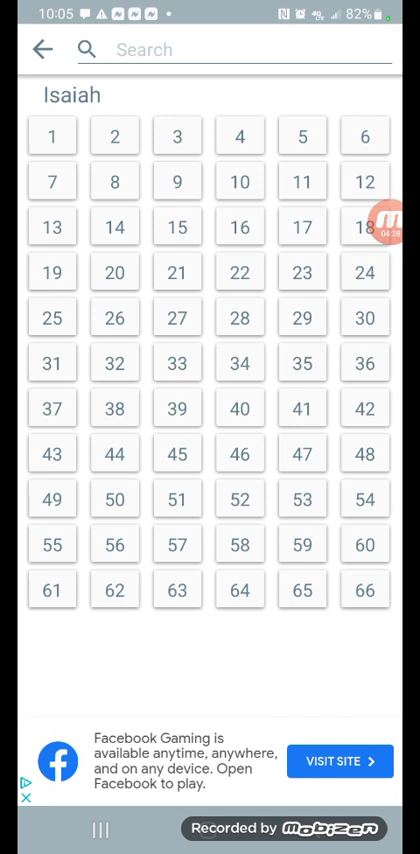 10:05 82%
Search
Isaiah
1 2 3 4 5 6
7 8 9 10 11 12
13 14 15 16 17 18
04:28
19 20 21 22 23 24
25 26 27 28 29 30
31 32 33 34 35 36
37 38 39 40 41 42
43 44 45 46 47 48
49 50 51 52 53 54
55 56 57 58 59 60
61 62 63 64 65 66
Facebook Gaming is
available anytime, anywhere,
and on any device. Open
Facebook to play.
VISIT SITE
Recorded by mobizen